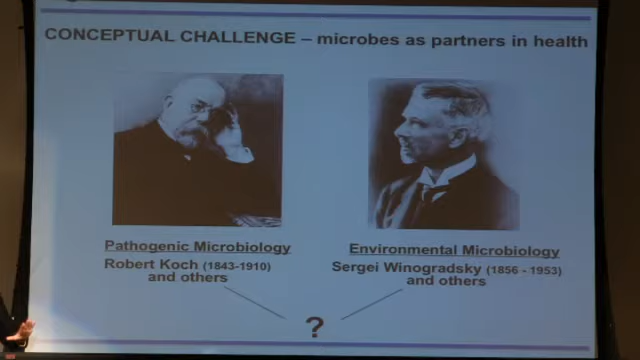 CONCEPTUAL CHALLENGE – microbes as partners in health
Pathogenic Microbiology
Robert Koch (1843-1910)
and others
Environmental Microbiology
Sergei Winogradsky (1856 - 1953)
and others
?